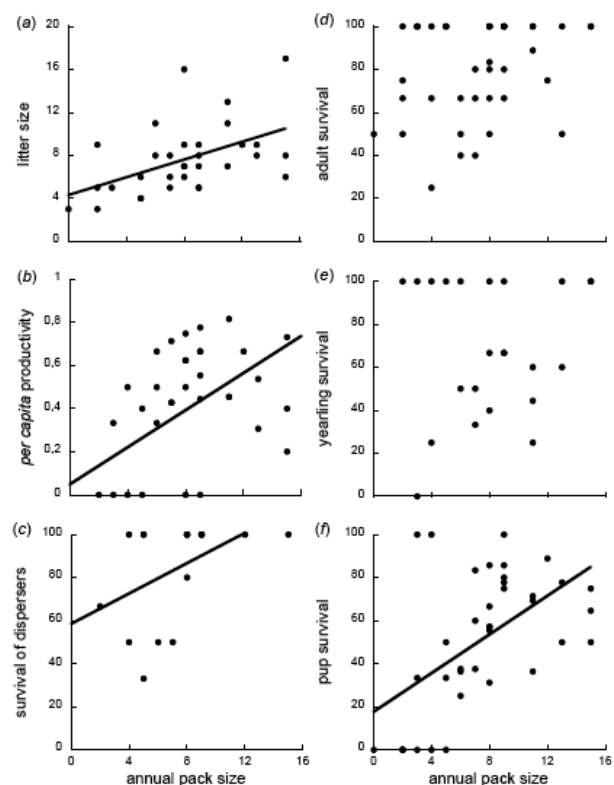 (a)
20
16
12
8
4
0
litter size
(d)
100
80
60
40
20
0
adult survival
(b)
1
0,8
0,6
0,4
0,2
0
per capita productivity
(e)
100
80
60
40
20
0
yearling survival
(c)
100
80
60
40
20
0
survival of dispersers
0 4 8 12 16
annual pack size
(f)
100
80
60
40
20
0
pup survival
0 4 8 12 16
annual pack size